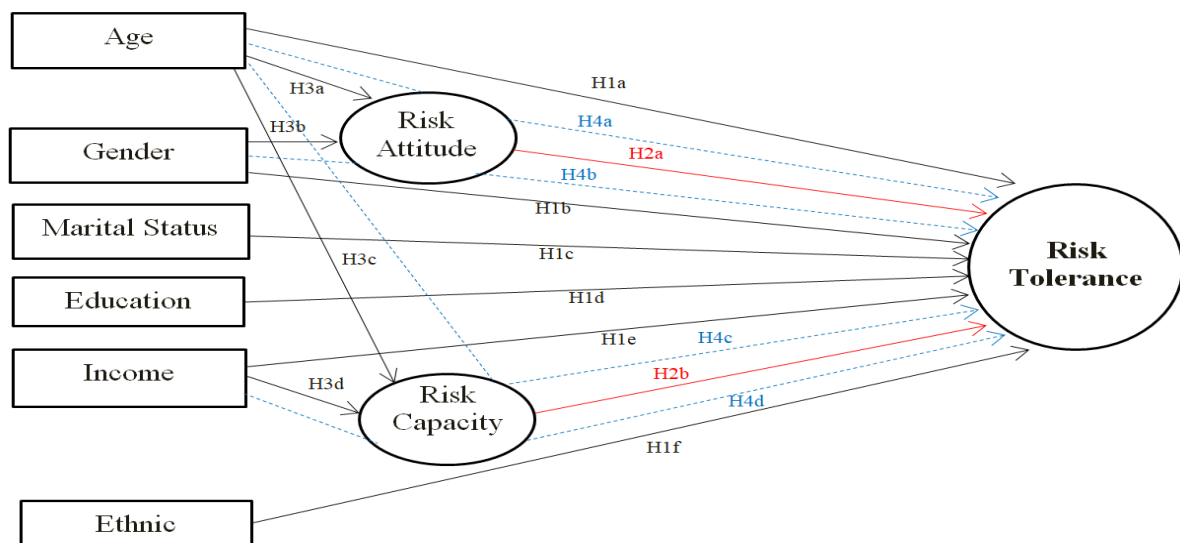 Age
H1a
H3a
H4a
Risk
Attitude
H3b
Gender
H2a
H4b
H1b
Marital Status
H3c
H1c
Risk
Tolerance
Education
H1d
H1e
H4c
Income
H3d
H2b
Risk
Capacity
H4d
H1f
Ethnic